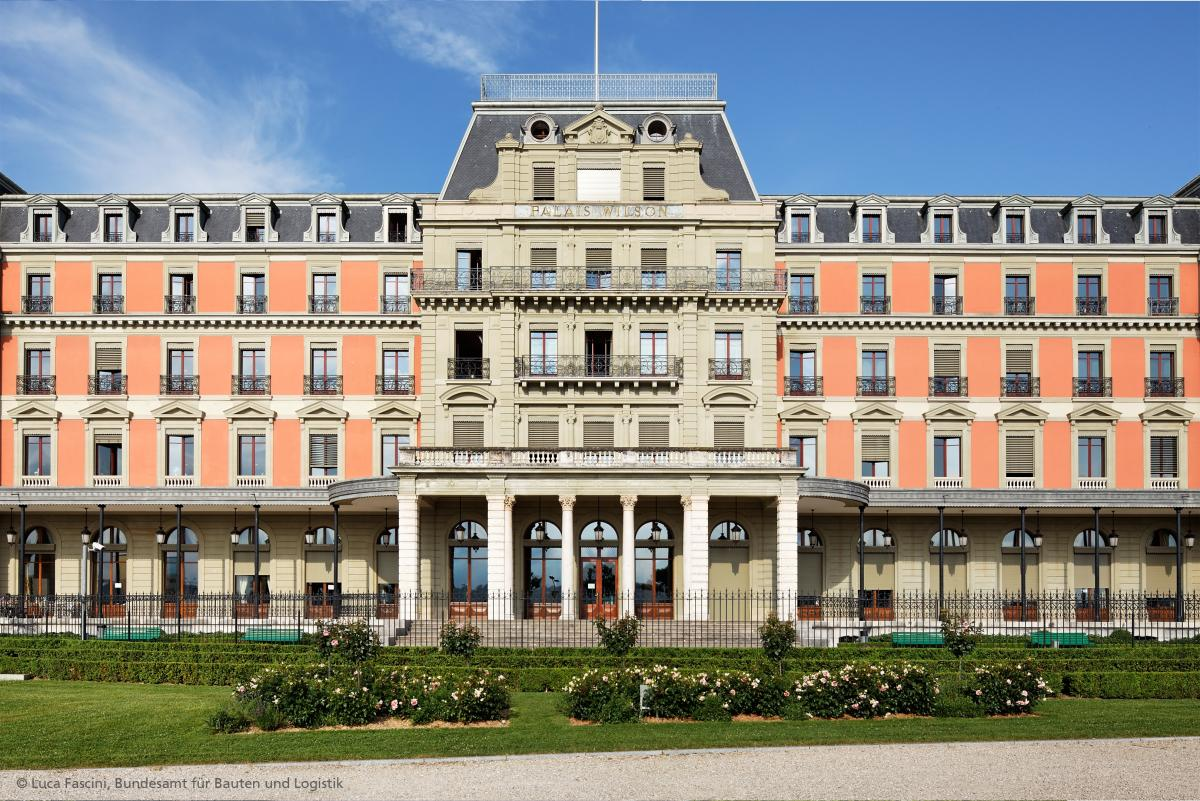 PALAIS WILSON
© Luca Fascini, Bundesamt für Bauten und Logistik